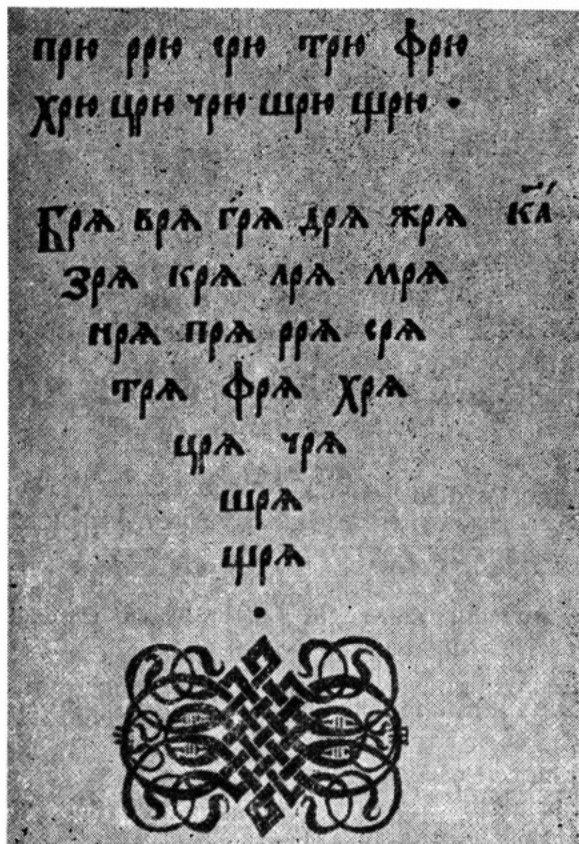 прю ррю срю трю фрю
хрю црю чрю шрю щрю •
Брѧ врѧ грѧ дрѧ жрѧ к҃а
Зрѧ крѧ лрѧ мрѧ
нрѧ прѧ ррѧ срѧ
трѧ фрѧ хрѧ
црѧ чрѧ
шрѧ
щрѧ
•